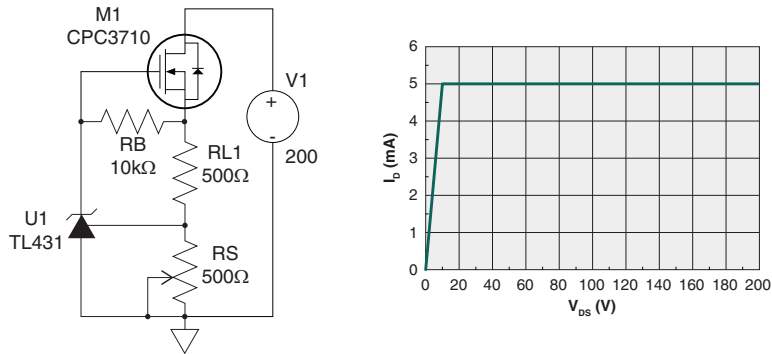 M1
CPC3710
V1
+
-
200
RB
10kΩ
RL1
500Ω
U1
TL431
RS
500Ω
I_D (mA)
6
5
4
3
2
1
0
0 20 40 60 80 100 120 140 160 180 200
V_DS (V)